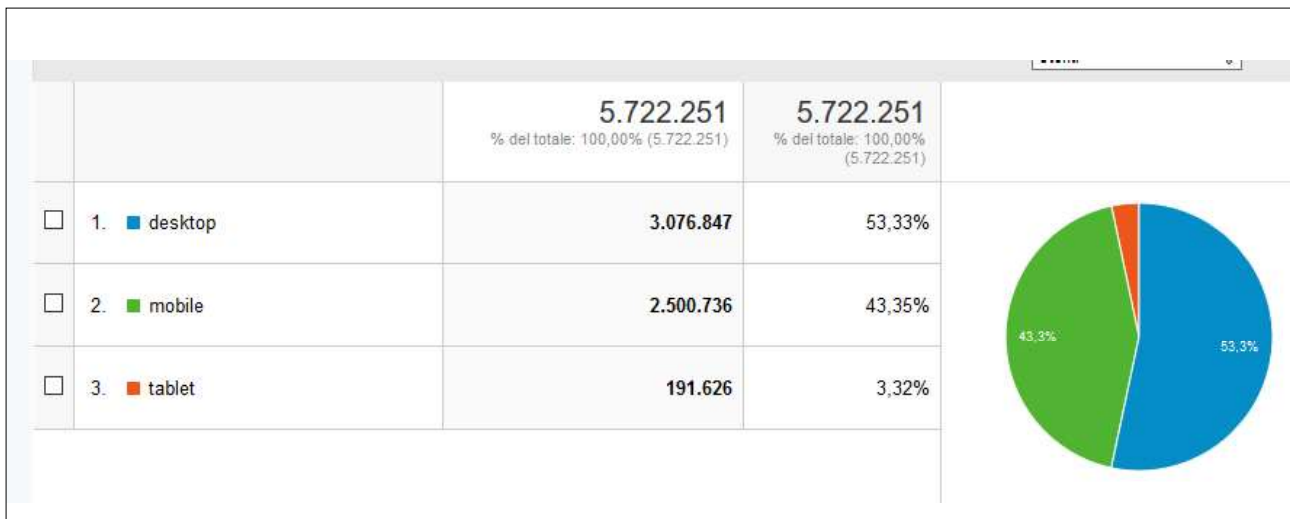 5.722.251
% del totale: 100,00% (5.722.251)
5.722.251
% del totale: 100,00%
(5.722.251)
1. desktop
3.076.847
53,33%
2. mobile
2.500.736
43,35%
3. tablet
191.626
3,32%
43,3%
53,3%